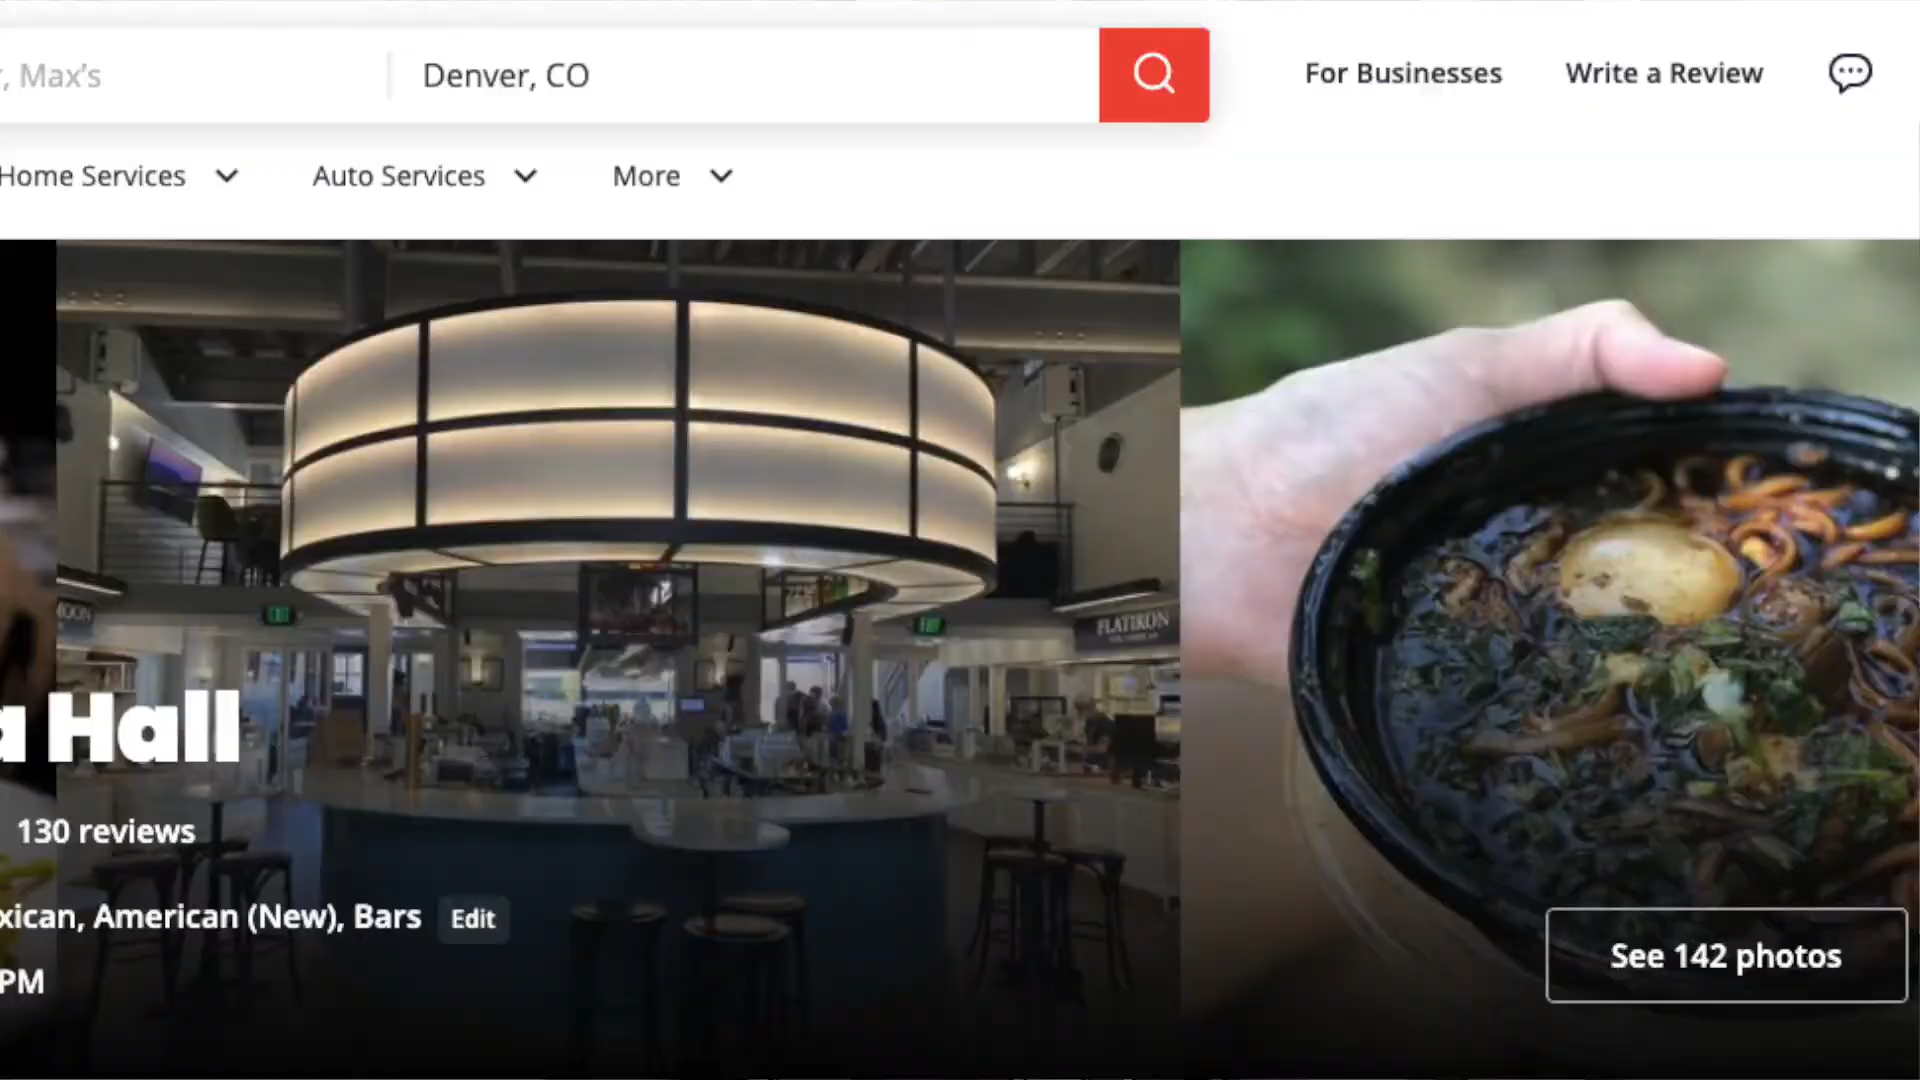 r, Max's
Denver, CO
For Businesses
Write a Review
Home Services
Auto Services
More
MOON
FLATIRON
a Hall
130 reviews
xican, American (New), Bars
Edit
PM
See 142 photos